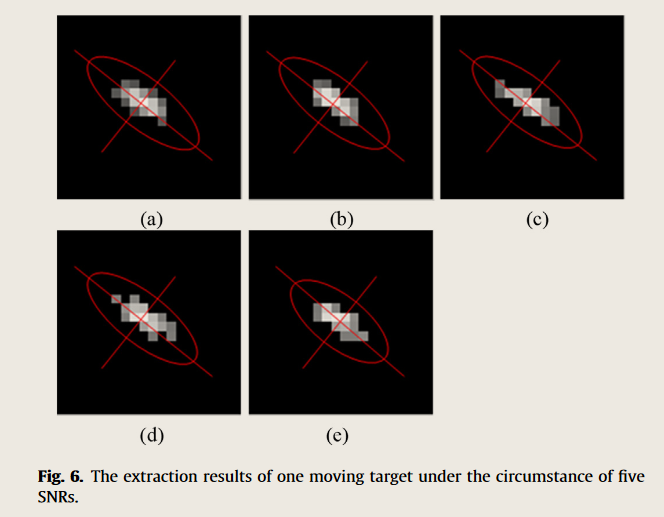 (a) (b) (c)
(d) (e)
Fig. 6. The extraction results of one moving target under the circumstance of five
SNRs.